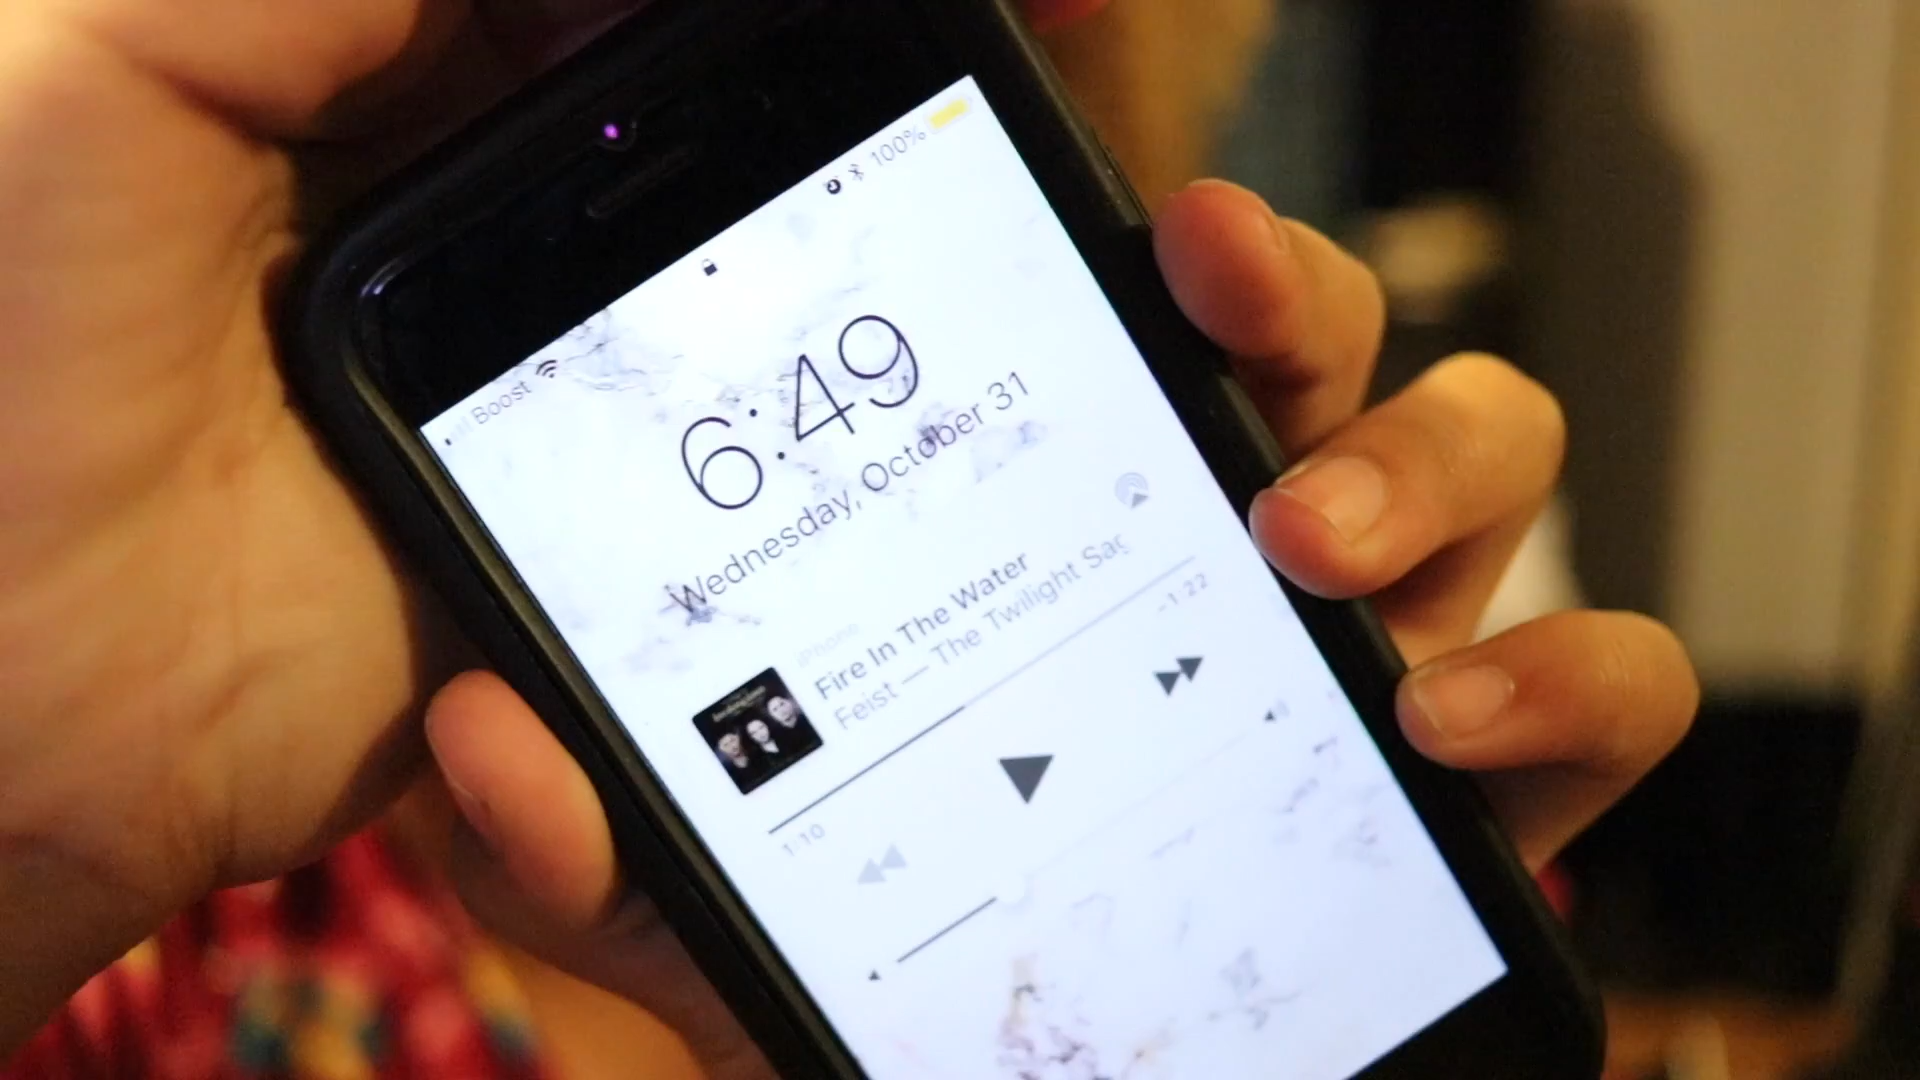 Boost
100%
6:49
Wednesday, October 31
iPhone
Fire In The Water
Feist — The Twilight Sag
1:10
-1:22